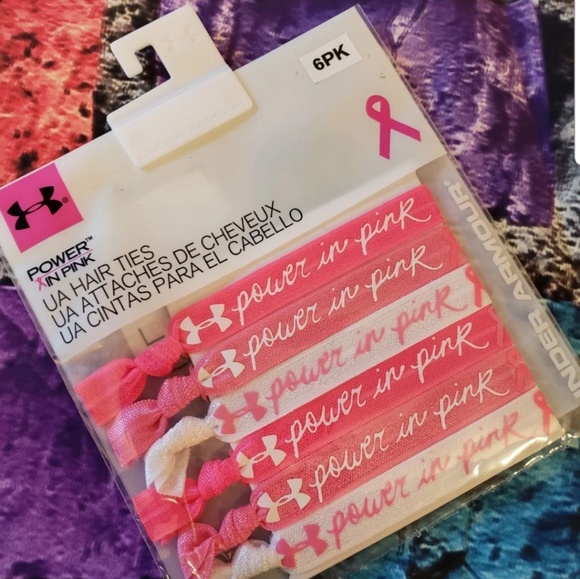 6PK
POWER™
IN PINK
UA HAIR TIES
UA ATTACHES DE CHEVEUX
UA CINTAS PARA EL CABELLO
UNDER ARMOUR®
power in pink
power in pink
power in pink
power in pink
power in pink
power in pink